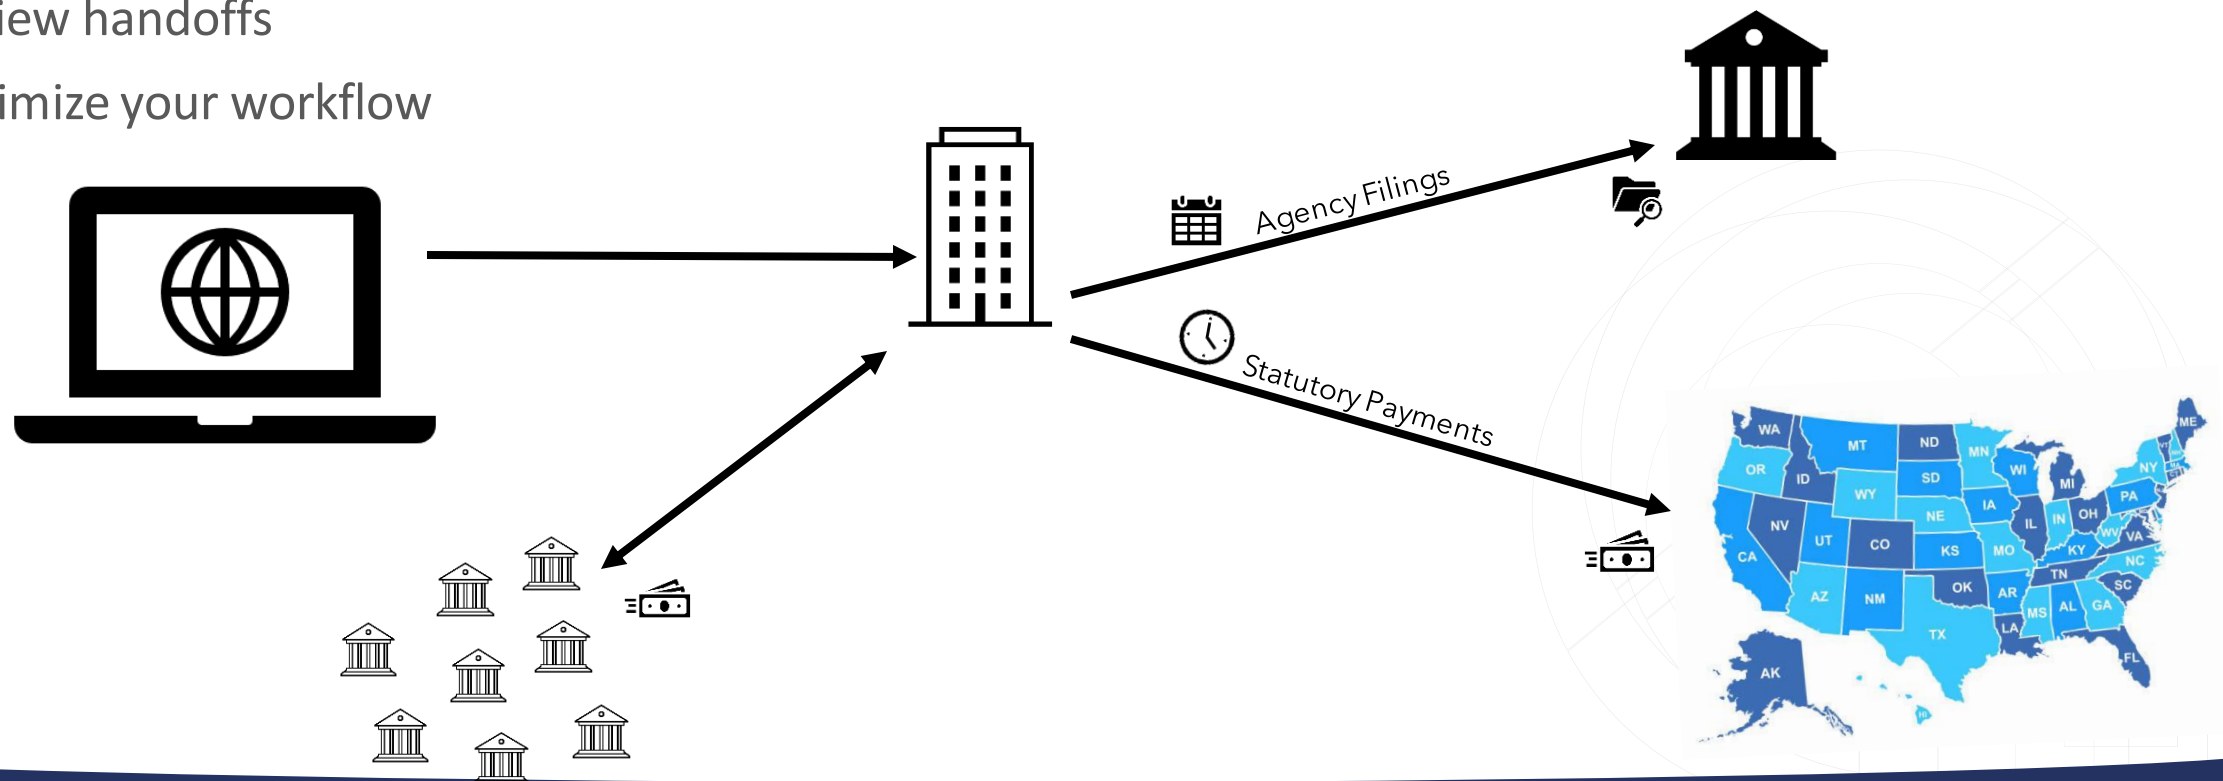 iew handoffs
imize your workflow
Agency Filings
Statutory Payments
WA
MT
ND
MN
ME
VT
OR
ID
SD
WI
MI
NY
WY
IA
PA
NV
NE
IL
IN
OH
UT
CO
WV
VA
CA
KS
MO
KY
NC
AZ
NM
OK
AR
TN
SC
MS
AL
GA
TX
LA
FL
AK
HI